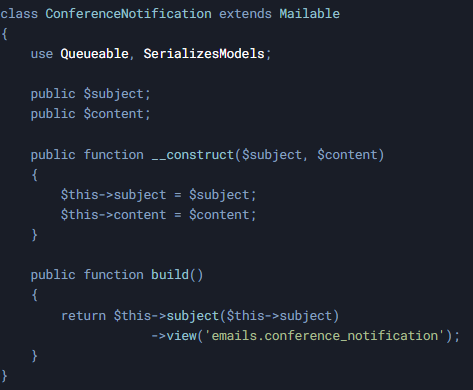 class ConferenceNotification extends Mailable
{
    use Queueable, SerializesModels;

    public $subject;
    public $content;

    public function __construct($subject, $content)
    {
        $this->subject = $subject;
        $this->content = $content;
    }

    public function build()
    {
        return $this->subject($this->subject)
                    ->view('emails.conference_notification');
    }
}